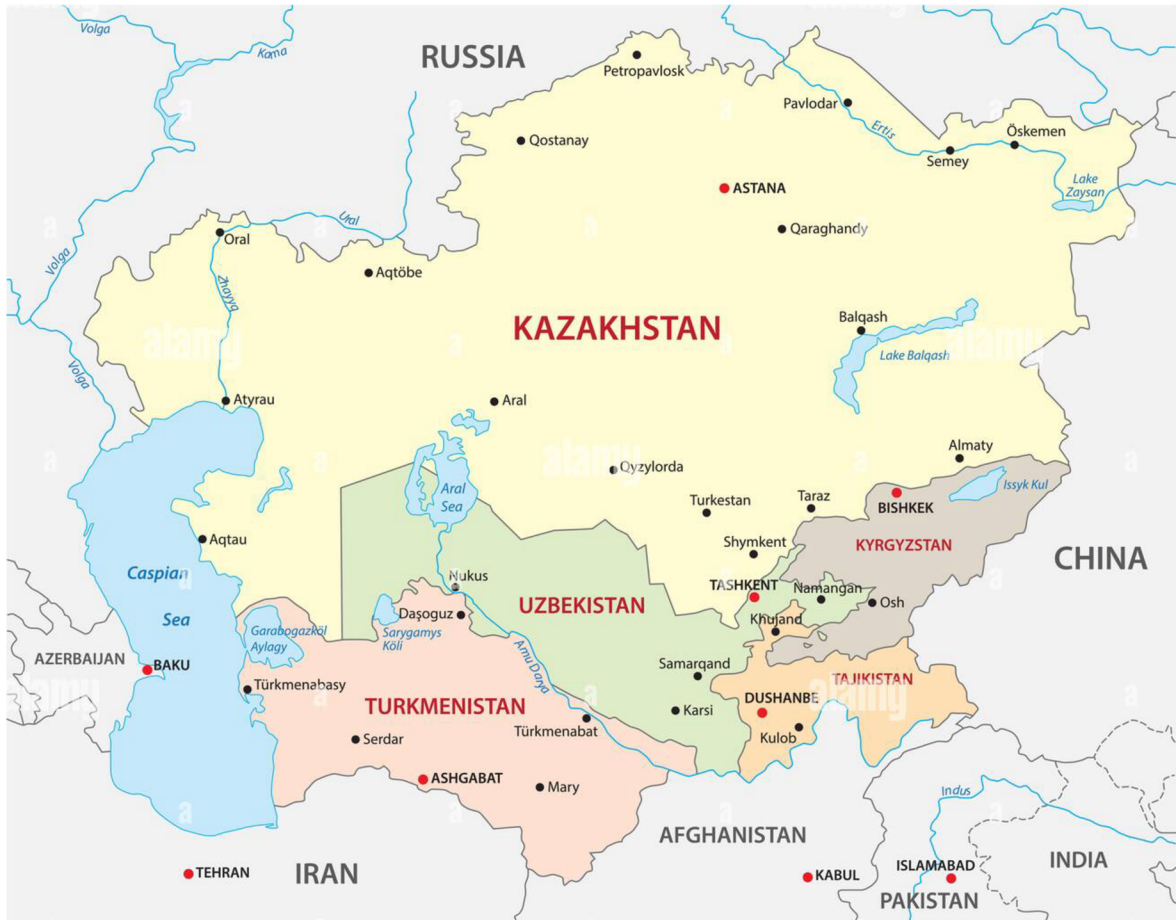 Volga
Kama
RUSSIA
Petropavlosk
Pavlodar
Ertis
Qostanay
Semey
Öskemen
ASTANA
Lake
Zaysan
Oral
Ural
Qaraghandy
Volga
Aqtöbe
Zhayyq
KAZAKHSTAN
Balqash
Lake Balqash
alamy
Volga
Atyrau
Aral
Almaty
Qyzylorda
Issyk Kul
Aral
Sea
Turkestan
Taraz
BISHKEK
Aqtau
Shymkent
KYRGYZSTAN
CHINA
Caspian
Sea
Nukus
TASHKENT
Namangan
UZBEKISTAN
Osh
Daşoguz
Khujand
Garabogazköl
Aylagy
Sarygamys
Köli
AZERBAIJAN
BAKU
Amu Darya
Samarqand
TAJIKISTAN
Türkmenabasy
TURKMENISTAN
DUSHANBE
Karsi
Türkmenabat
Kulob
Serdar
ASHGABAT
Mary
Indus
AFGHANISTAN
TEHRAN
IRAN
KABUL
ISLAMABAD
INDIA
PAKISTAN